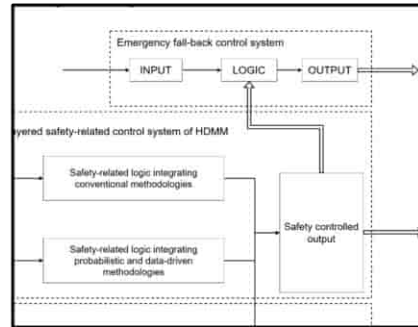 Emergency fall-back control system
INPUT
LOGIC
OUTPUT
ayered safety-related control system of HDMM
Safety-related logic integrating
conventional methodologies
Safety-related logic integrating
probabilistic and data-driven
methodologies
Safety controlled
output